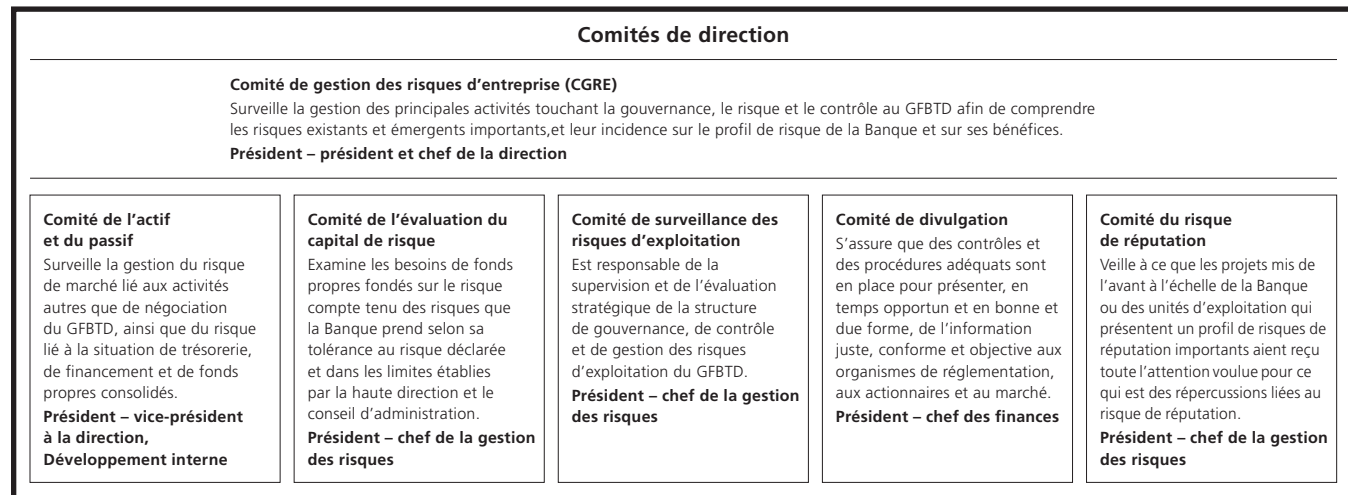 Comités de direction
Comité de gestion des risques d'entreprise (CGRE)
Surveille la gestion des principales activités touchant la gouvernance, le risque et le contrôle au GFBTD afin de comprendre
les risques existants et émergents importants,et leur incidence sur le profil de risque de la Banque et sur ses bénéfices.
Président – président et chef de la direction
Comité de l'actif
et du passif
Surveille la gestion du risque
de marché lié aux activités
autres que de négociation
du GFBTD, ainsi que du risque
lié à la situation de trésorerie,
de financement et de fonds
propres consolidés.
Président – vice-président
à la direction,
Développement interne
Comité de l'évaluation du
capital de risque
Examine les besoins de fonds
propres fondés sur le risque
compte tenu des risques que
la Banque prend selon sa
tolérance au risque déclarée
et dans les limites établies
par la haute direction et le
conseil d'administration.
Président – chef de la gestion
des risques
Comité de surveillance des
risques d'exploitation
Est responsable de la
supervision et de l'évaluation
stratégique de la structure
de gouvernance, de contrôle
et de gestion des risques
d'exploitation du GFBTD.
Président – chef de la gestion
des risques
Comité de divulgation
S'assure que des contrôles et
des procédures adéquats sont
en place pour présenter, en
temps opportun et en bonne et
due forme, de l'information
juste, conforme et objective aux
organismes de réglementation,
aux actionnaires et au marché.
Président – chef des finances
Comité du risque
de réputation
Veille à ce que les projets mis de
l'avant à l'échelle de la Banque
ou des unités d'exploitation qui
présentent un profil de risques de
réputation importants aient reçu
toute l'attention voulue pour ce
qui est des répercussions liées au
risque de réputation.
Président – chef de la gestion
des risques